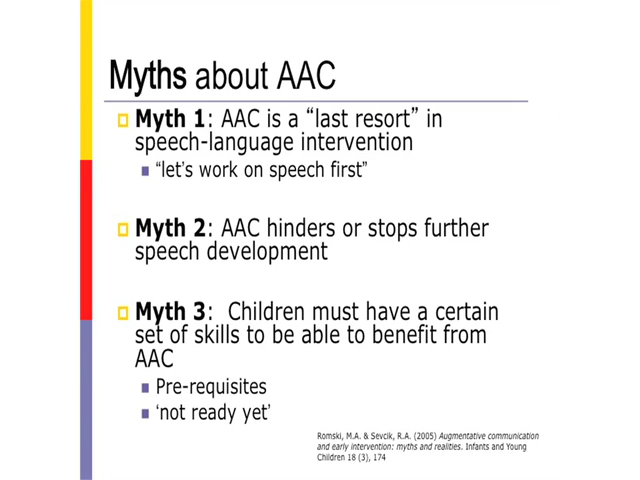 Myths about AAC
Myth 1: AAC is a “last resort” in
speech-language intervention
“let’s work on speech first”
Myth 2: AAC hinders or stops further
speech development
Myth 3:  Children must have a certain
set of skills to be able to benefit from
AAC
Pre-requisites
‘not ready yet’
Romski, M.A. & Sevcik, R.A. (2005) Augmentative communication
and early intervention: myths and realities. Infants and Young
Children 18 (3), 174